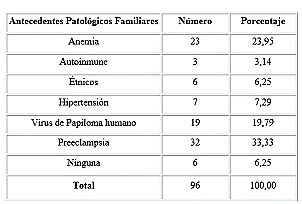 Antecedentes Patológicos Familiares Número Porcentaje
Anemia 23 23,95
Autoinmune 3 3,14
Étnicos 6 6,25
Hipertensión 7 7,29
Virus de Papiloma humano 19 19,79
Preeclampsia 32 33,33
Ninguna 6 6,25
Total 96 100,00